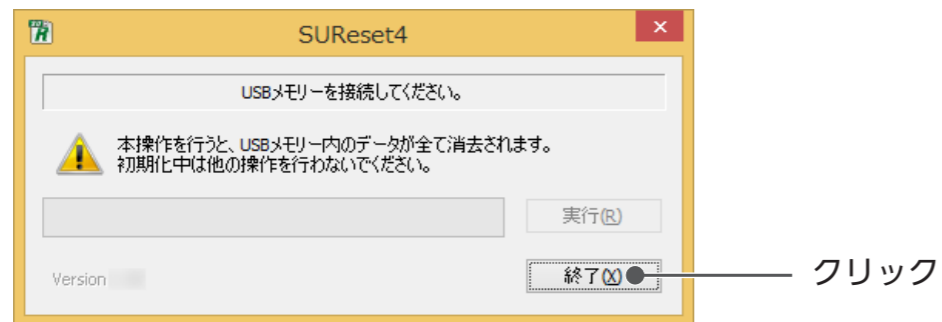 SUReset4
USBメモリーを接続してください。
本操作を行うと、USBメモリー内のデータが全て消去されます。
初期化中は他の操作を行わないでください。
実行(R)
Version
終了(X)
クリック